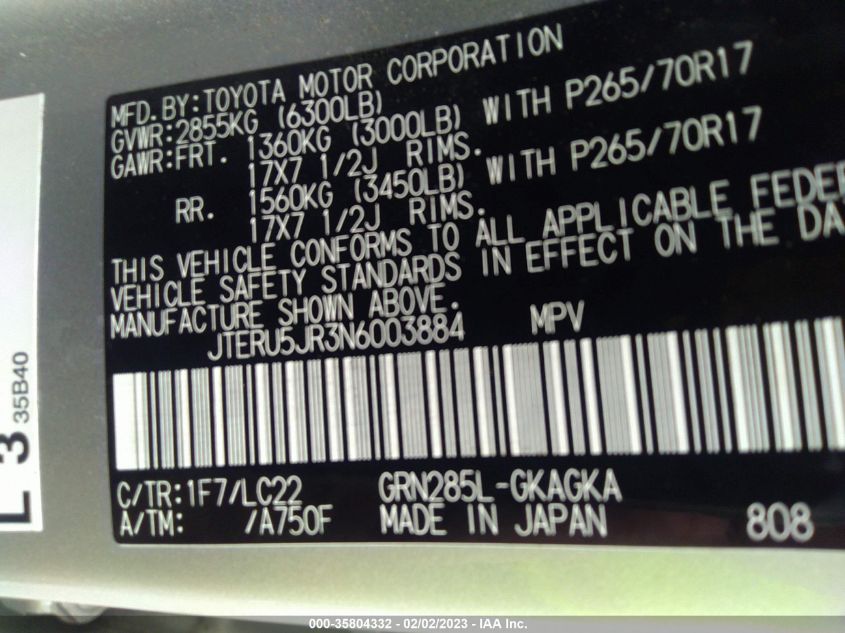 MFD.BY:TOYOTA MOTOR CORPORATION
GVWR:2855KG (6300LB)
GAWR:FRT. 1360KG (3000LB) WITH P265/70R17
17X7 1/2J RIMS.
RR. 1560KG (3450LB) WITH P265/70R17
17X7 1/2J RIMS.
THIS VEHICLE CONFORMS TO ALL APPLICABLE FEDER
VEHICLE SAFETY STANDARDS IN EFFECT ON THE DA
MANUFACTURE SHOWN ABOVE.
JTERU5JR3N6003884 MPV
C/TR:1F7/LC22 GRN285L-GKAGKA
A/TM: /A750F MADE IN JAPAN 808
L 3 35B40
000-35804332 - 02/02/2023 - IAA Inc.